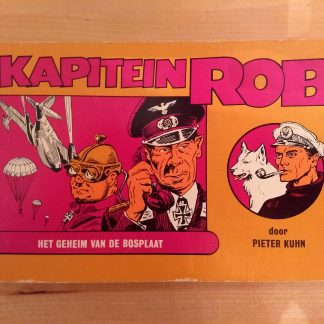 KAPITEIN ROB
HET GEHEIM VAN DE BOSPLAAT
door
PIETER KUHN